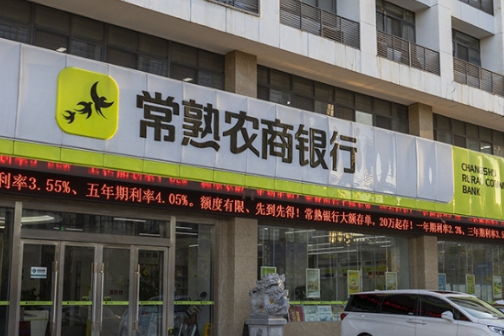 常熟农商银行
CHANGSHU
RURAL COM
BANK
利率3.55%、五年期利率4.05%。额度有限、先到先得!常熟银行大额存单,20万起存!一年期利率2.3%、三年期利